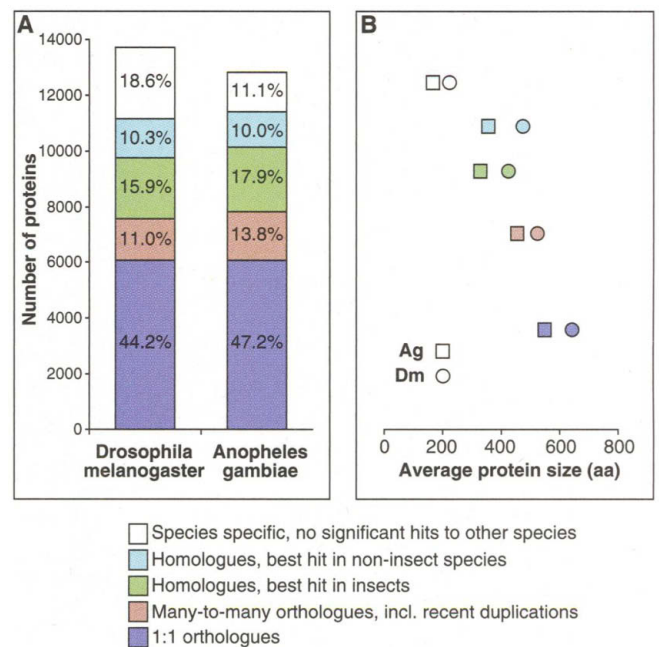 A
14000
12000
10000
8000
6000
4000
2000
0
Number of proteins
18.6%
10.3%
15.9%
11.0%
44.2%
11.1%
10.0%
17.9%
13.8%
47.2%
Drosophila
melanogaster
Anopheles
gambiae
B
Ag
Dm
0 200 400 600 800
Average protein size (aa)
Species specific, no significant hits to other species
Homologues, best hit in non-insect species
Homologues, best hit in insects
Many-to-many orthologues, incl. recent duplications
1:1 orthologues